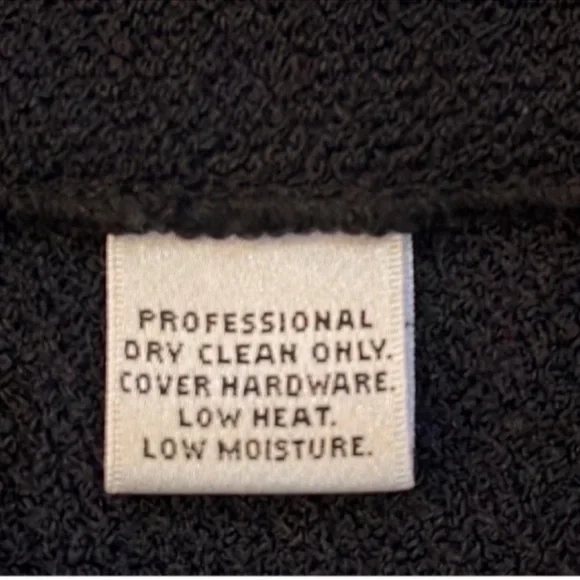 PROFESSIONAL
DRY CLEAN ONLY.
COVER HARDWARE.
LOW HEAT.
LOW MOISTURE.